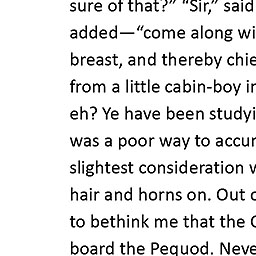 sure of that?” “Sir,” said
added—“come along wi
breast, and thereby chie
from a little cabin-boy i
eh? Ye have been studyi
was a poor way to accur
slightest consideration
hair and horns on. Out
to bethink me that the
board the Pequod. Neve